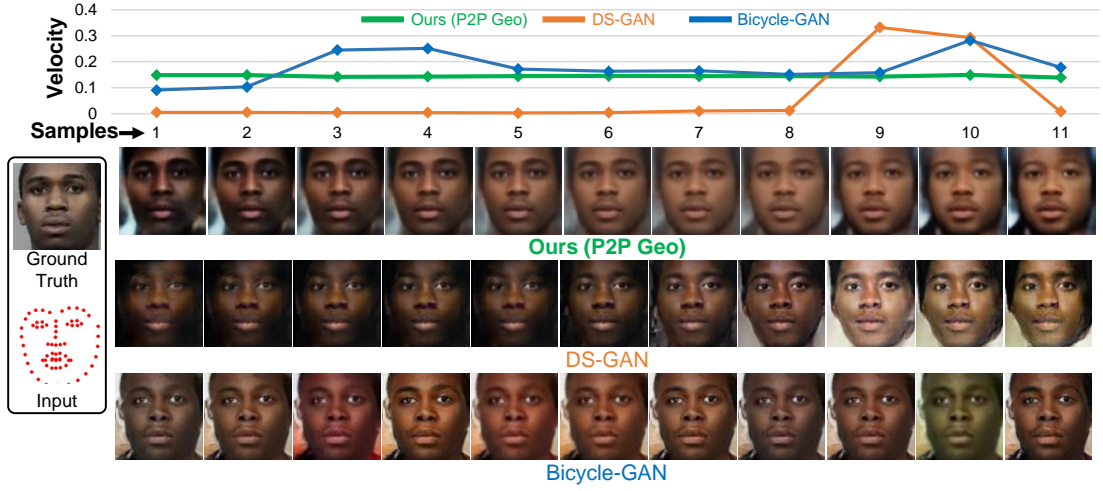 0.4
Ours (P2P Geo) DS-GAN Bicycle-GAN
0.3
0.2
0.1
0
Velocity
Samples 1 2 3 4 5 6 7 8 9 10 11
Ground
Truth
Input
Ours (P2P Geo)
DS-GAN
Bicycle-GAN